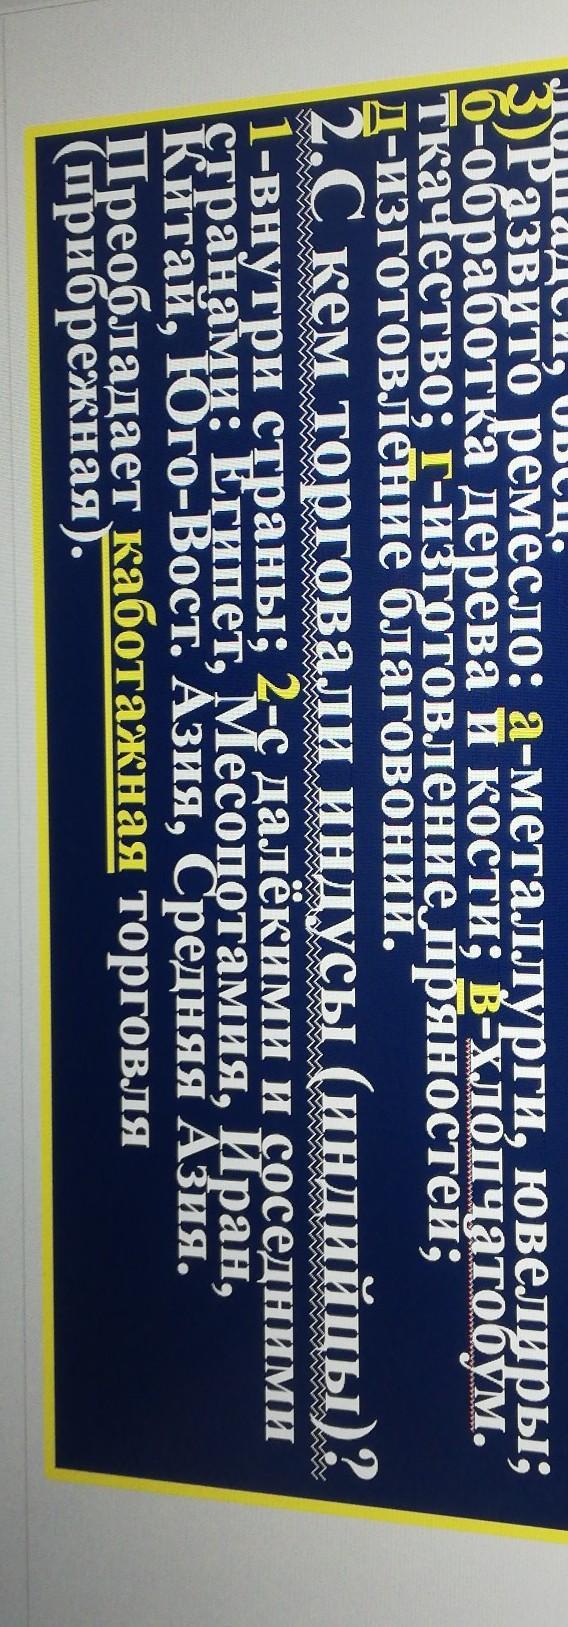 3) Развито ремесло: а-металлурги, ювелиры;
б-обработка дерева и кости; в-хлопчатобум.
ткачество; г-изготовление пряностей;
д-изготовление благовоний.
2.С кем торговали индусы (индийцы)?
1-внутри страны; 2-с далёкими и соседними
странами: Египет, Месопотамия, Иран,
Китай, Юго-Вост. Азия, Средняя Азия.
Преобладает каботажная торговля
(прибрежная).